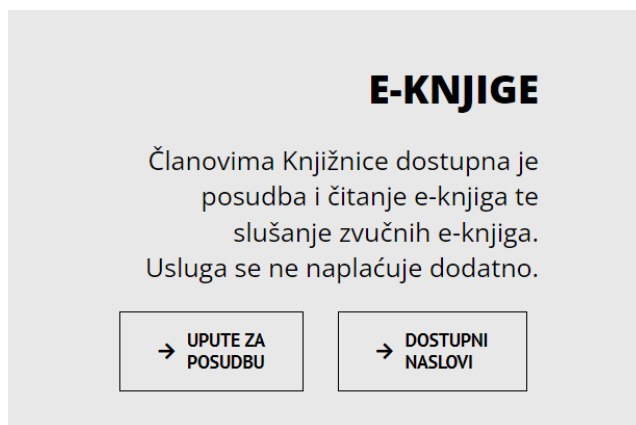 E-KNJIGE
Članovima Knjižnice dostupna je
posudba i čitanje e-knjiga te
slušanje zvučnih e-knjiga.
Usluga se ne naplaćuje dodatno.
→ UPUTE ZA
POSUDBU
→ DOSTUPNI
NASLOVI